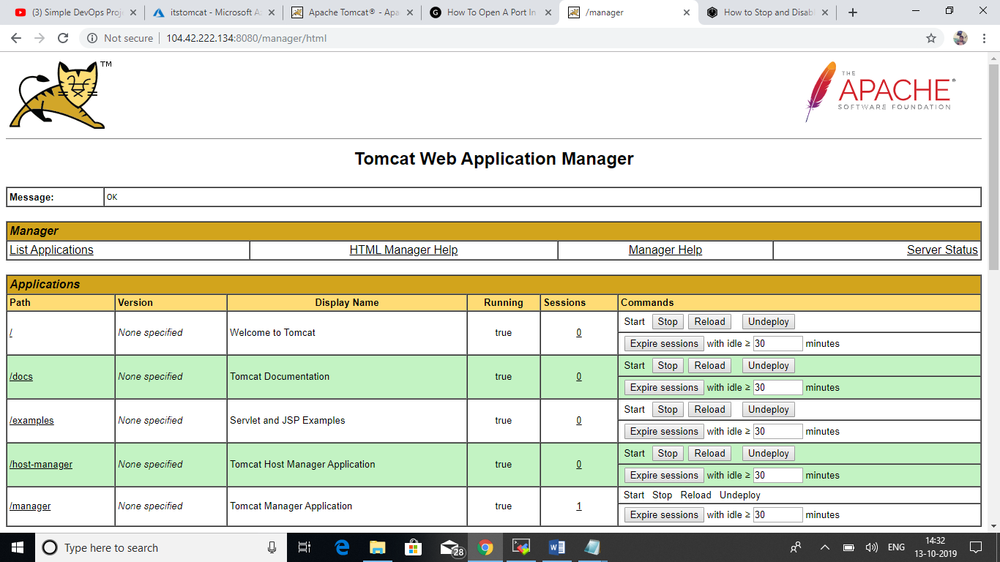 (3) Simple DevOps Proj
itstomcat - Microsoft A
Apache Tomcat® - Apa
How To Open A Port In
/manager
How to Stop and Disabl
Not secure | 104.42.222.134:8080/manager/html
TM
THE
APACHE®
SOFTWARE FOUNDATION
Tomcat Web Application Manager
Message: OK
Manager
List Applications HTML Manager Help Manager Help Server Status
Applications
Path Version Display Name Running Sessions Commands
Start Stop Reload Undeploy
/ None specified Welcome to Tomcat true 0
Expire sessions with idle ≥ 30 minutes
Start Stop Reload Undeploy
/docs None specified Tomcat Documentation true 0
Expire sessions with idle ≥ 30 minutes
Start Stop Reload Undeploy
/examples None specified Servlet and JSP Examples true 0
Expire sessions with idle ≥ 30 minutes
Start Stop Reload Undeploy
/host-manager None specified Tomcat Host Manager Application true 0
Expire sessions with idle ≥ 30 minutes
Start Stop Reload Undeploy
/manager None specified Tomcat Manager Application true 1
Expire sessions with idle ≥ 30 minutes
Type here to search
28
ENG
14:32
13-10-2019